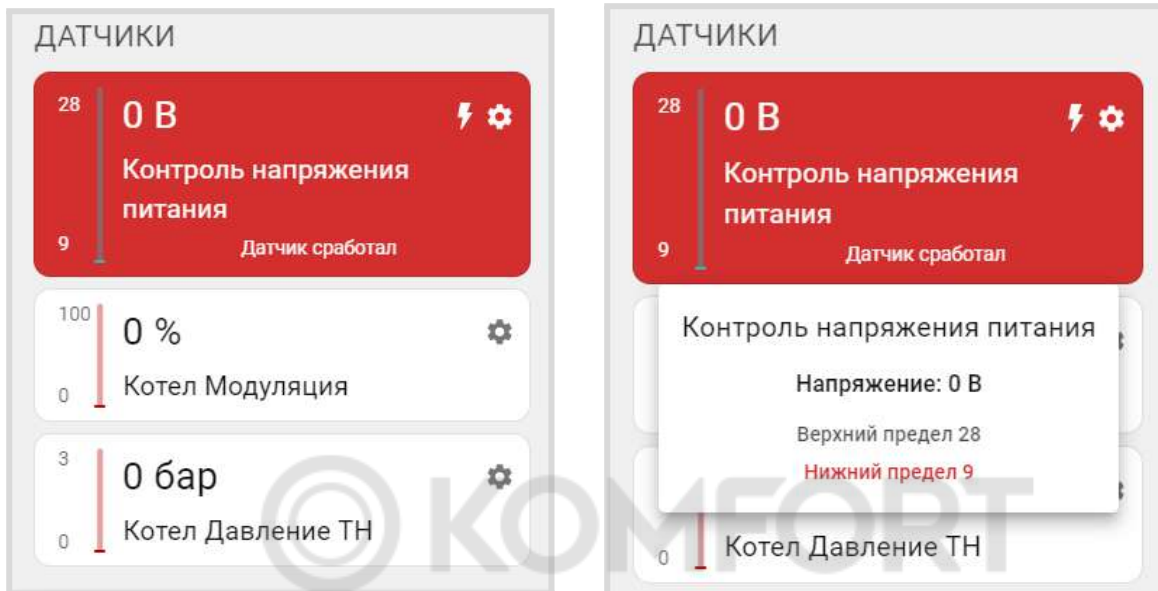 ДАТЧИКИ
28
0 В
Контроль напряжения
питания
9
Датчик сработал
100
0 %
0
Котел Модуляция
3
0 бар
0
Котел Давление ТН
ДАТЧИКИ
28
0 В
Контроль напряжения
питания
9
Датчик сработал
Контроль напряжения питания
Напряжение: 0 В
Верхний предел 28
Нижний предел 9
0
Котел Давление ТН
KOMFORT